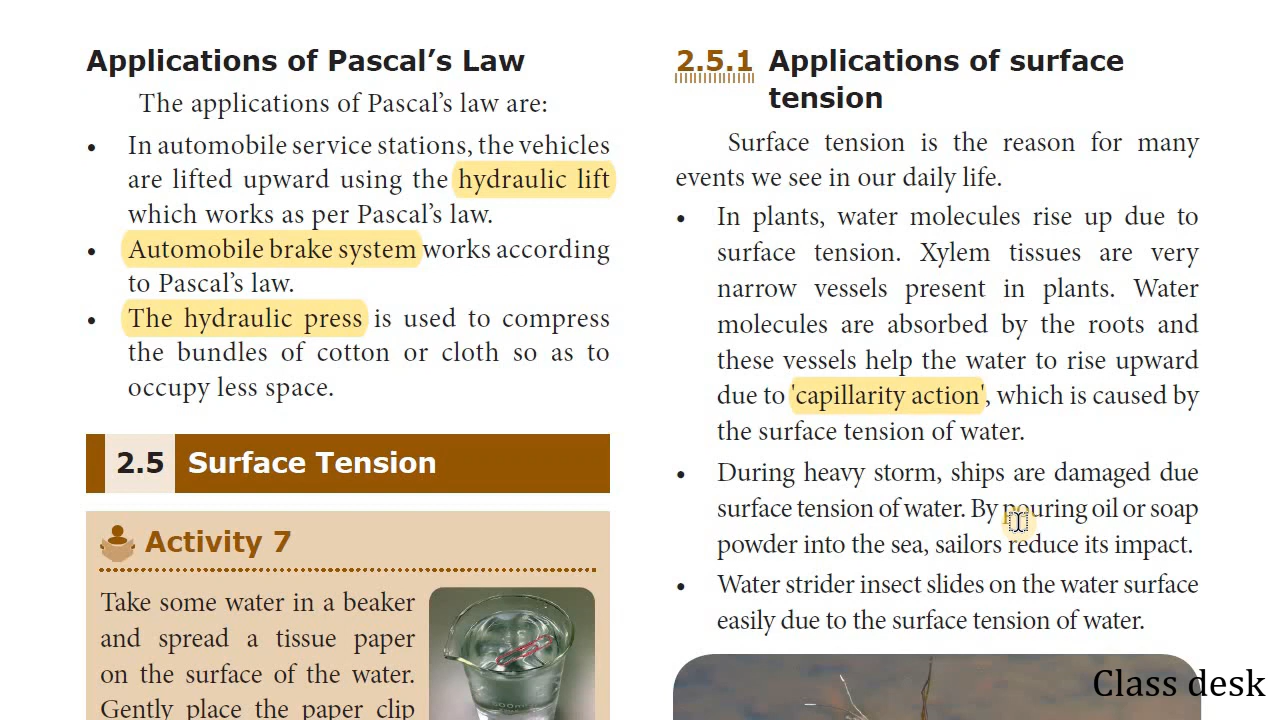 Applications of Pascal’s Law
The applications of Pascal’s law are:
• In automobile service stations, the vehicles
are lifted upward using the hydraulic lift
which works as per Pascal’s law.
• Automobile brake system works according
to Pascal’s law.
• The hydraulic press is used to compress
the bundles of cotton or cloth so as to
occupy less space.
2.5 Surface Tension
Activity 7
Take some water in a beaker
and spread a tissue paper
on the surface of the water.
Gently place the paper clip
2.5.1 Applications of surface
tension
Surface tension is the reason for many
events we see in our daily life.
• In plants, water molecules rise up due to
surface tension. Xylem tissues are very
narrow vessels present in plants. Water
molecules are absorbed by the roots and
these vessels help the water to rise upward
due to 'capillarity action', which is caused by
the surface tension of water.
• During heavy storm, ships are damaged due
surface tension of water. By pouring oil or soap
powder into the sea, sailors reduce its impact.
• Water strider insect slides on the water surface
easily due to the surface tension of water.
Class desk